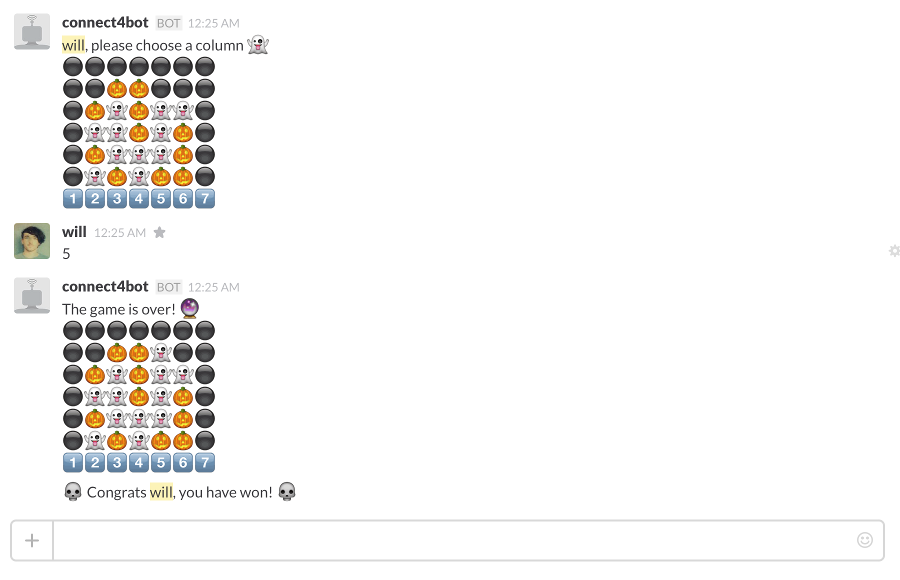 connect4bot BOT 12:25 AM
will, please choose a column
1 2 3 4 5 6 7
will 12:25 AM
5
connect4bot BOT 12:25 AM
The game is over!
1 2 3 4 5 6 7
Congrats will, you have won!